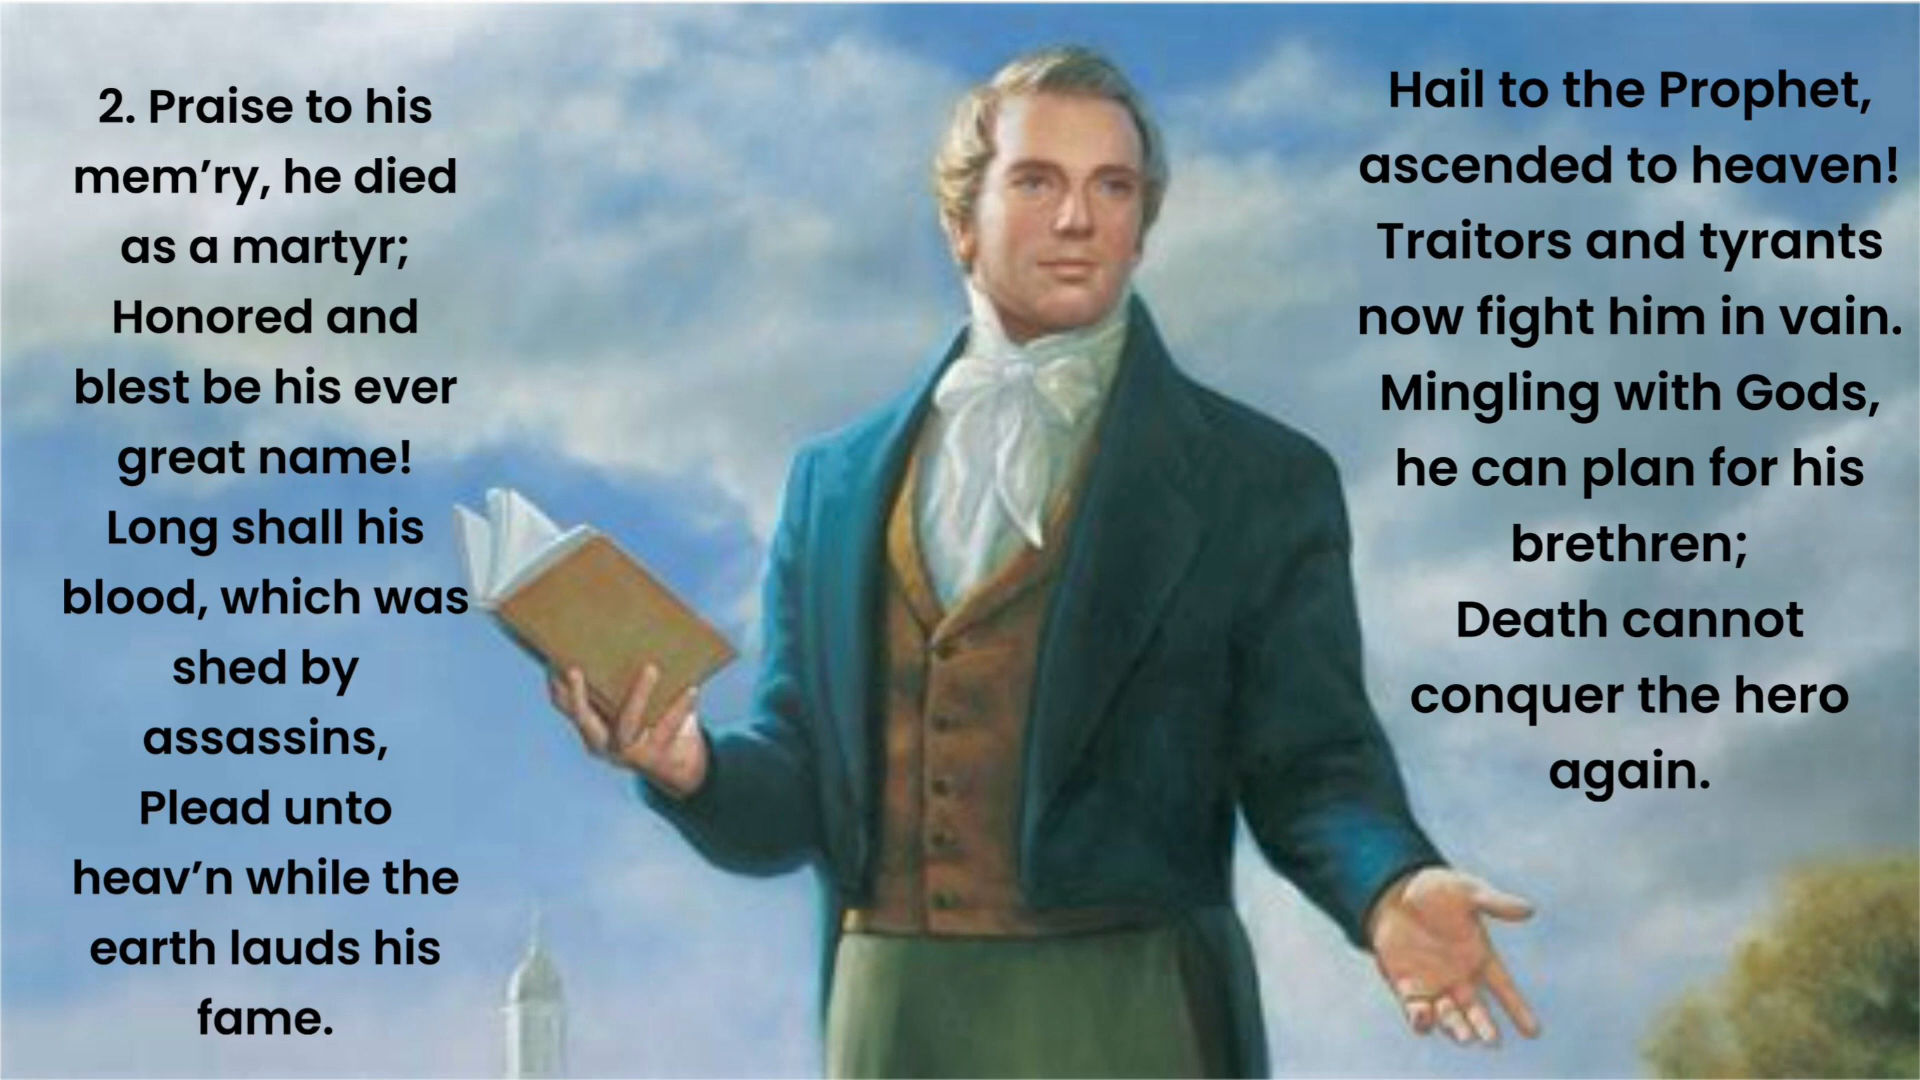 2. Praise to his
mem’ry, he died
as a martyr;
Honored and
blest be his ever
great name!
Long shall his
blood, which was
shed by
assassins,
Plead unto
heav’n while the
earth lauds his
fame.
Hail to the Prophet,
ascended to heaven!
Traitors and tyrants
now fight him in vain.
Mingling with Gods,
he can plan for his
brethren;
Death cannot
conquer the hero
again.